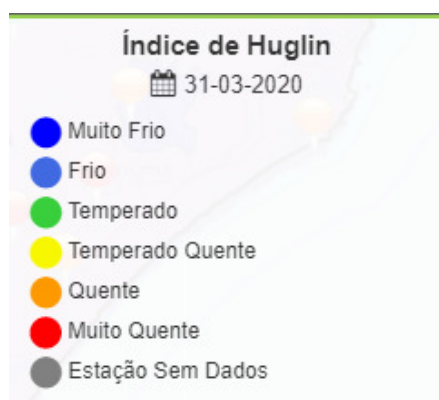 Índice de Huglin
31-03-2020
Muito Frio
Frio
Temperado
Temperado Quente
Quente
Muito Quente
Estação Sem Dados